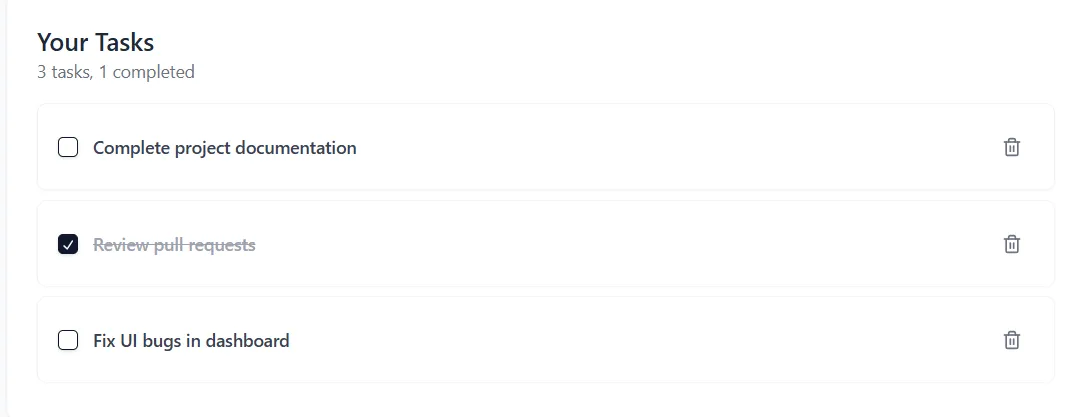 Your Tasks
3 tasks, 1 completed
Complete project documentation
Review pull requests
Fix UI bugs in dashboard